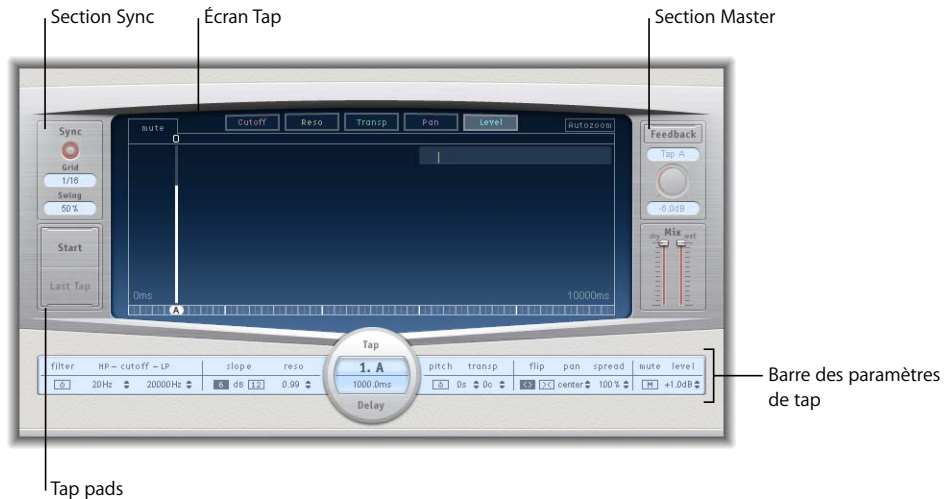 Section Sync
Écran Tap
Section Master
Sync
Grid
1/16
Swing
50 %
Start
Last Tap
mute
Cutoff Reso Transp Pan Level
Autozoom
0ms
10000ms
A
Feedback
Tap A
-6.0dB
Mix
dry wet
Tap
1. A
1000.0ms
Delay
filter HP – cutoff – LP slope reso
20Hz 20000Hz 6 dB 12 0.99
pitch transp flip pan spread mute level
0s 0c center 100% M +1.0dB
Barre des paramètres
de tap
Tap pads